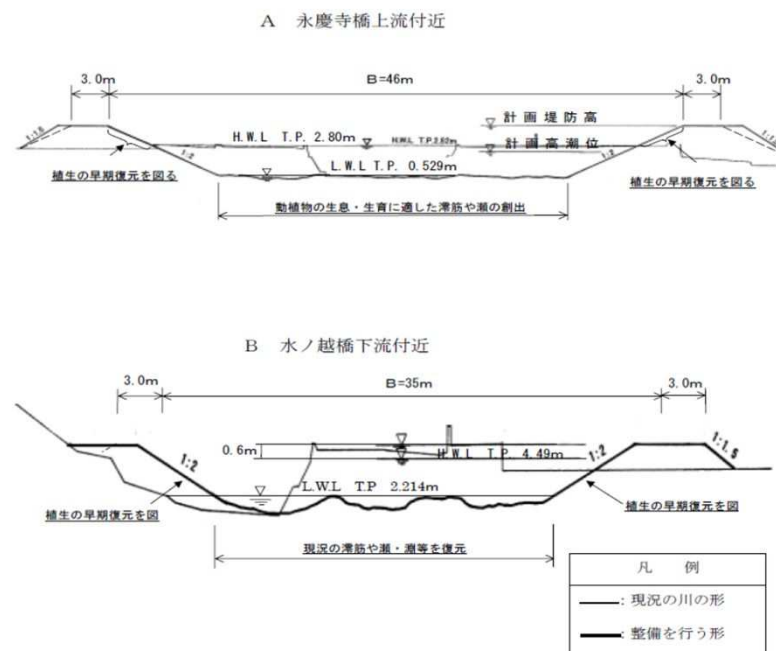 A 永慶寺橋上流付近
3.0m
B=46m
3.0m
計画堤防高
1:1.5
H.W.L T.P. 2.80m
H.W.L T.P.2.62m
計画高潮位
1:2
L.W.L T.P. 0.529m
1:2
植生の早期復元を図る
植生の早期復元を図る
動植物の生息・生育に適した澪筋や瀬の創出
B 水ノ越橋下流付近
3.0m
B=35m
3.0m
0.6m
1:2
H.W.L T.P. 4.49m
1:2
1:1.5
L.W.L T.P 2.214m
植生の早期復元を図
植生の早期復元を図
現況の澪筋や瀬・淵等を復元
凡 例
: 現況の川の形
: 整備を行う形